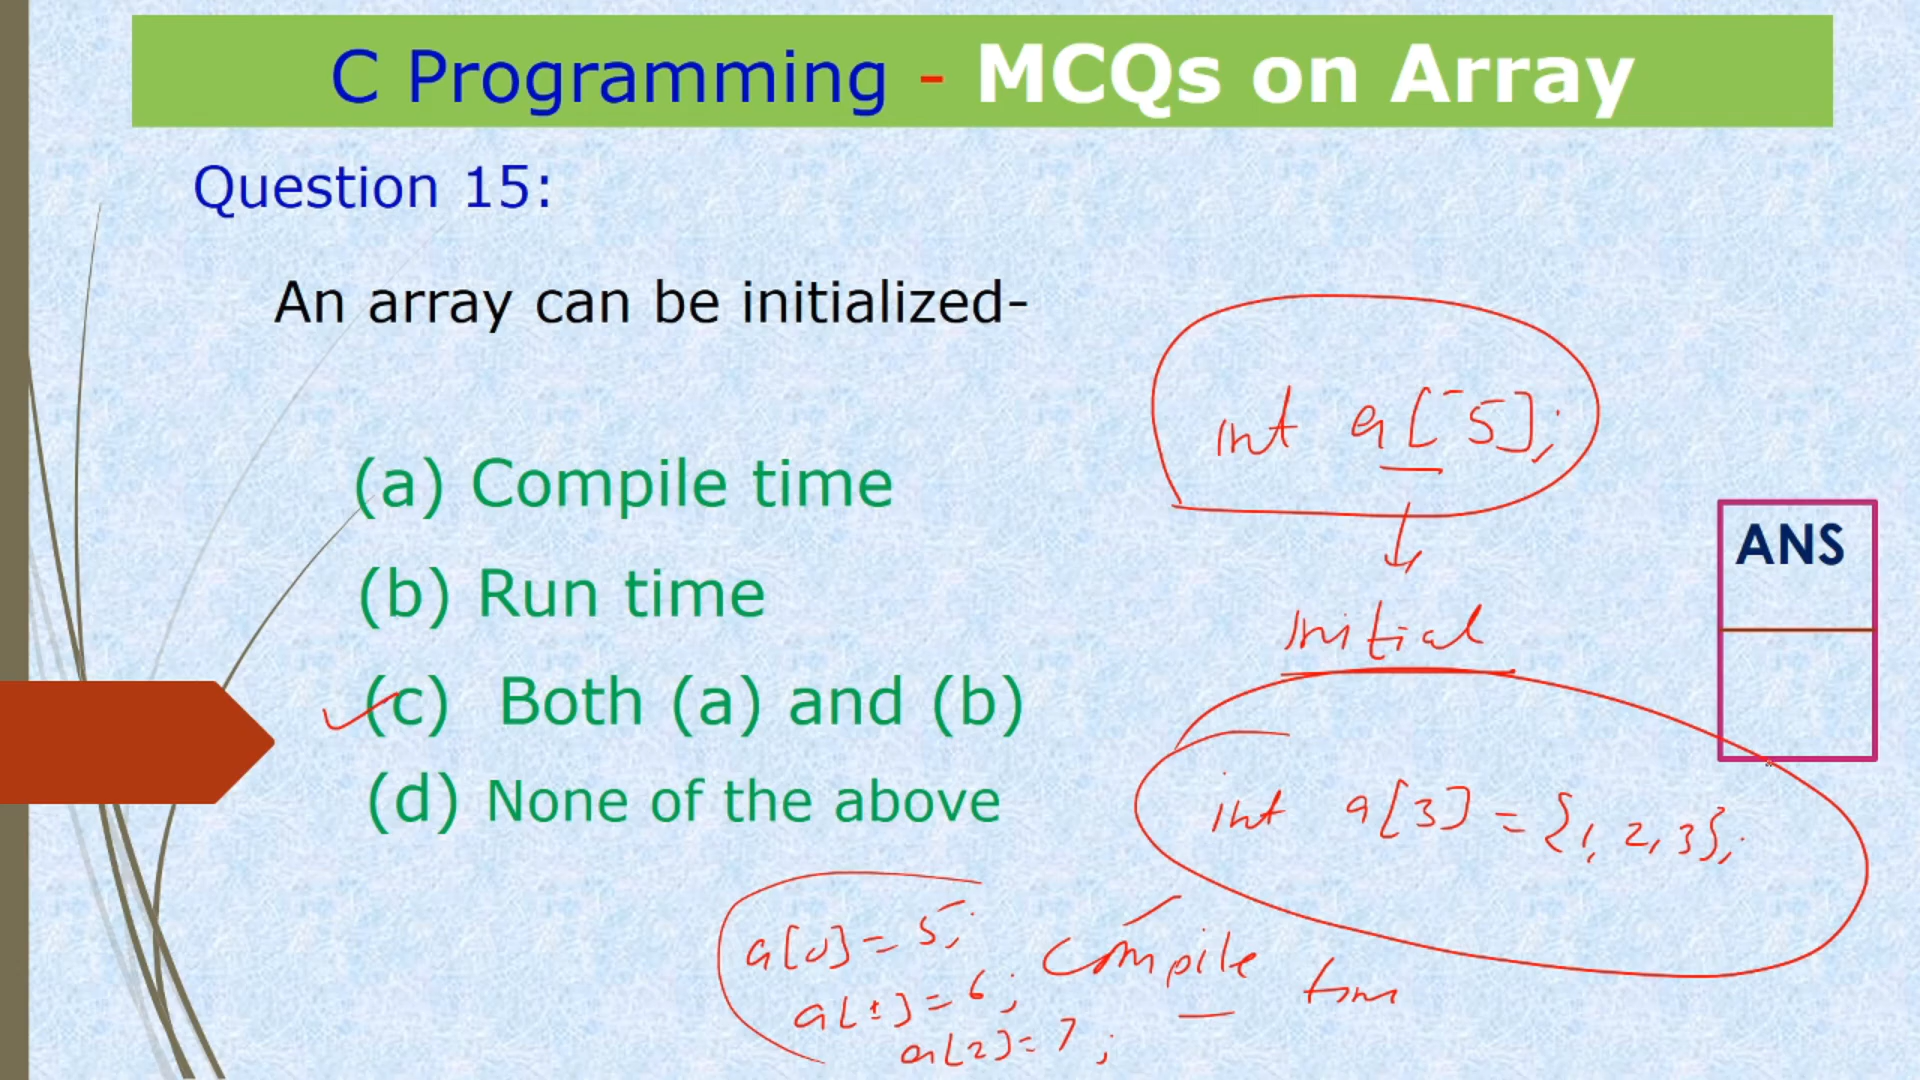 C Programming - MCQs on Array
Question 15:
An array can be initialized-
int a[5];
(a) Compile time
ANS
(b) Run time
Initial
(c) Both (a) and (b)
int a[3] = {1, 2, 3};
(d) None of the above
a[0] = 5;
Compile time
a[1] = 6;
a[2] = 7;